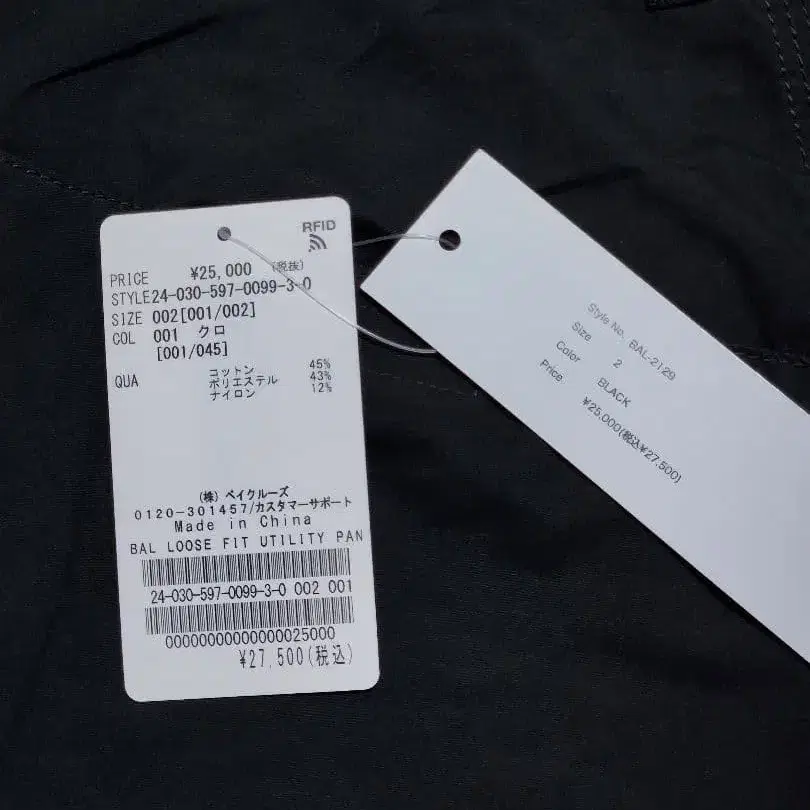 RFID
PRICE ¥25,000 (税抜)
STYLE24-030-597-0099-3-0
SIZE 002[001/002]
COL 001 クロ
[001/045]
QUA コットン 45%
ポリエステル 43%
ナイロン 12%
(株) ベイクルーズ
0120-301457/カスタマーサポート
Made in China
BAL LOOSE FIT UTILITY PAN
24-030-597-0099-3-0 002 001
00000000000000025000
¥27,500(税込)
Style No. BAL-2129
Size 2
Color BLACK
Price ¥25,000(税込¥27,500)